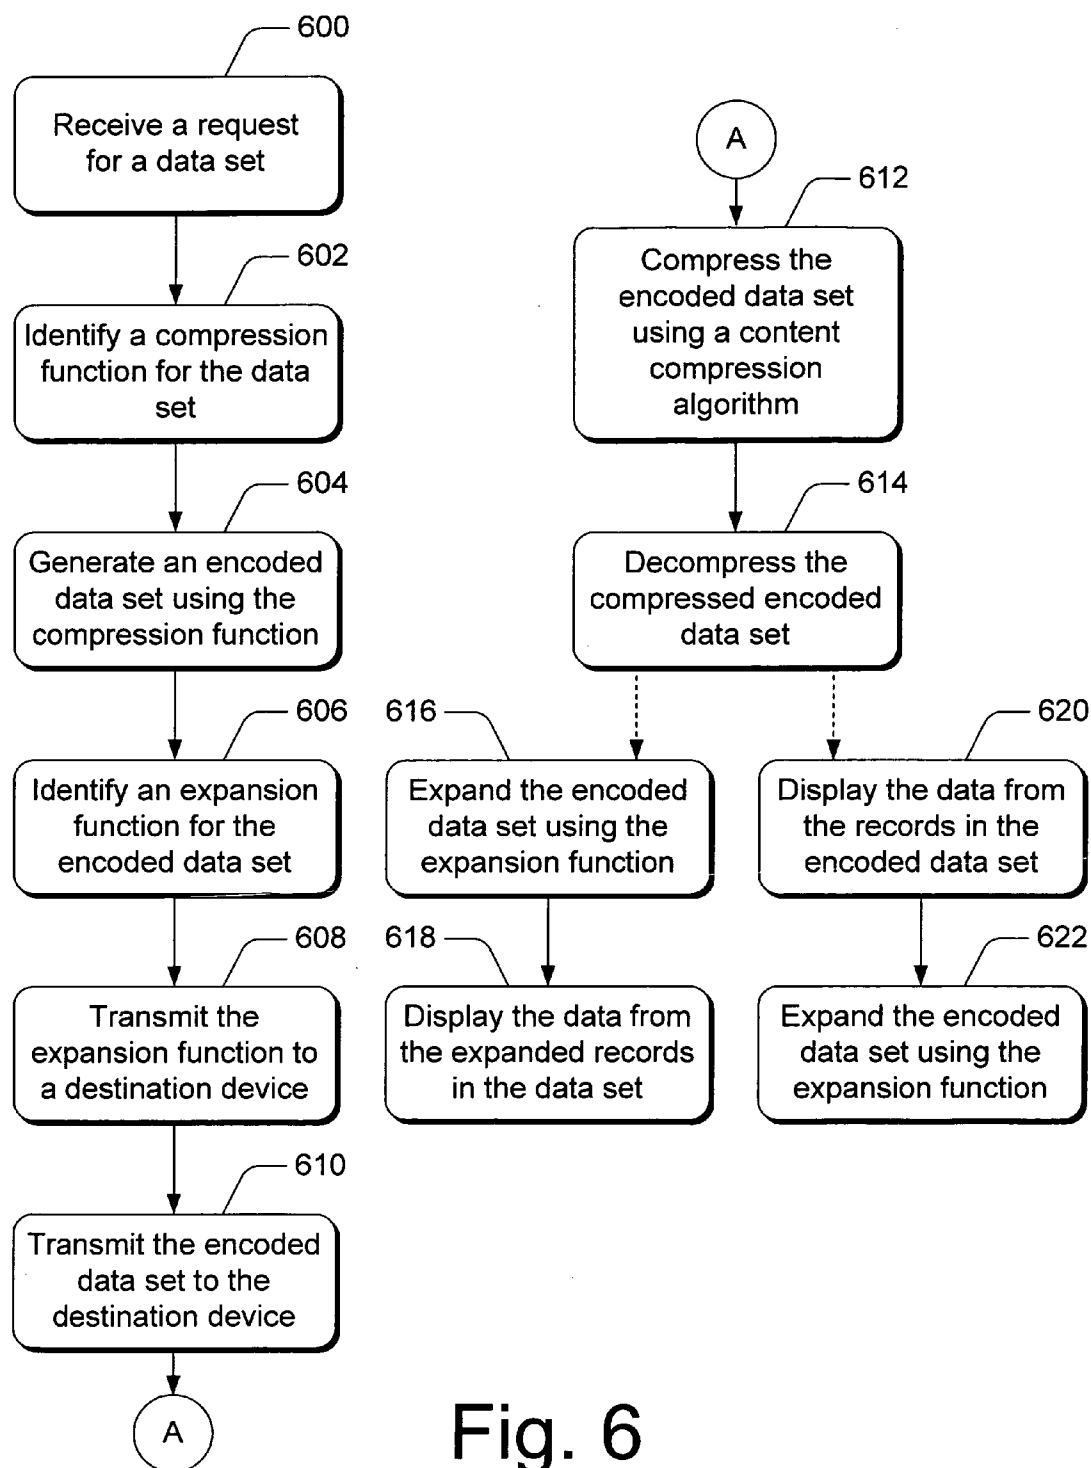 600
Receive a request
for a data set
602
Identify a compression
function for the data
set
604
Generate an encoded
data set using the
compression function
606
Identify an expansion
function for the
encoded data set
608
Transmit the
expansion function to
a destination device
610
Transmit the encoded
data set to the
destination device
A
A
612
Compress the
encoded data set
using a content
compression
algorithm
614
Decompress the
compressed encoded
data set
616
Expand the encoded
data set using the
expansion function
618
Display the data from
the expanded records
in the data set
620
Display the data from
the records in the
encoded data set
622
Expand the encoded
data set using the
expansion function
Fig. 6